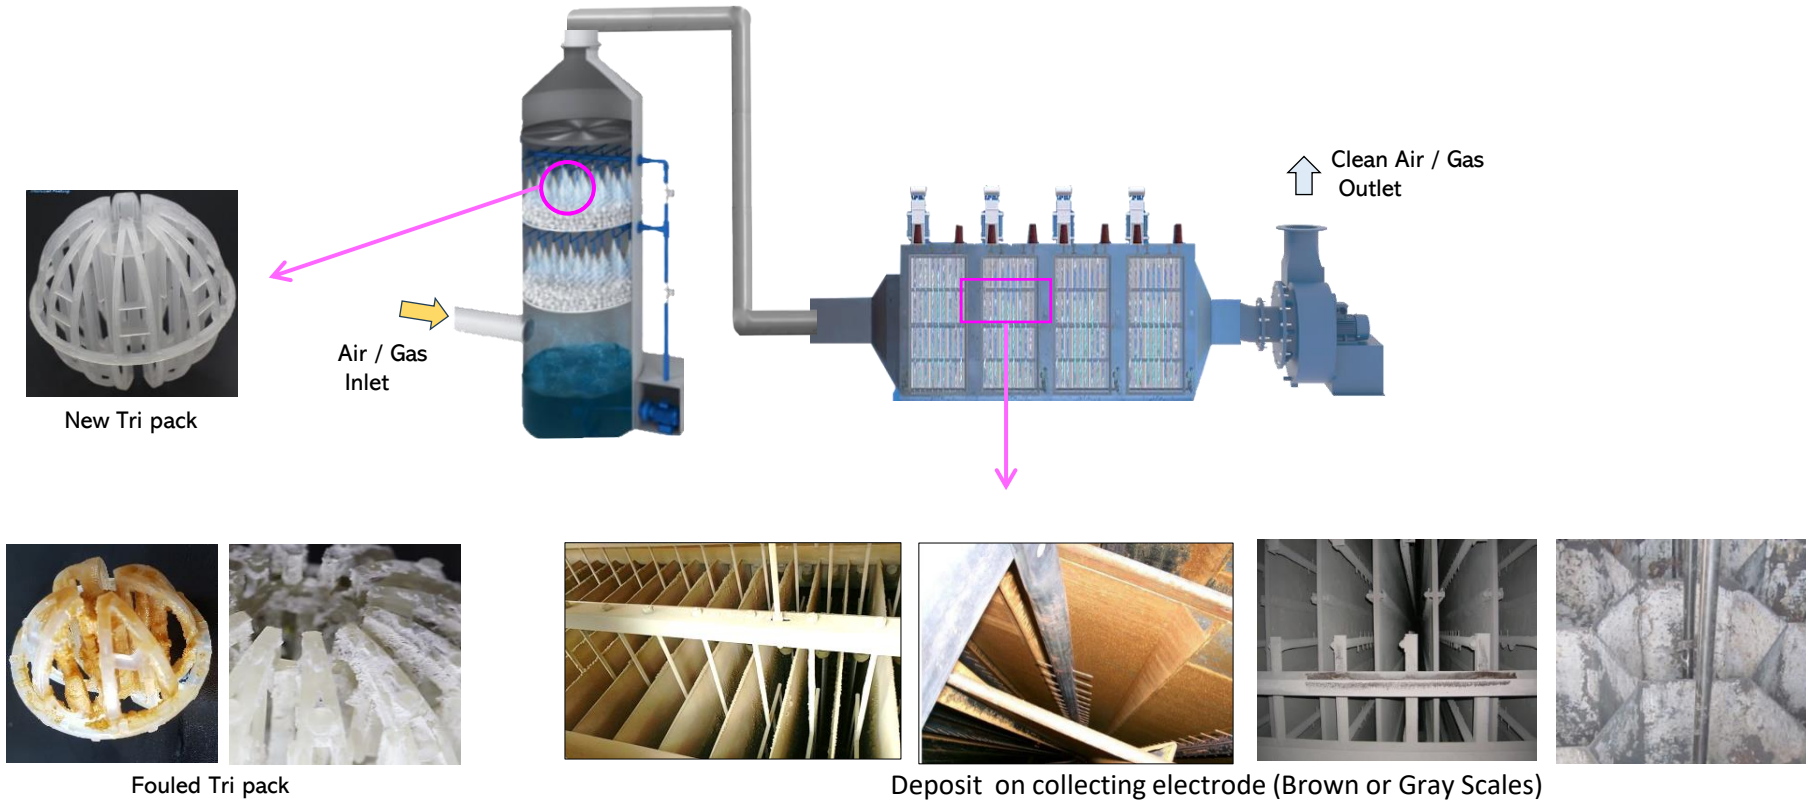 Clean Air / Gas
Outlet
Air / Gas
Inlet
New Tri pack
Fouled Tri pack
Deposit on collecting electrode (Brown or Gray Scales)